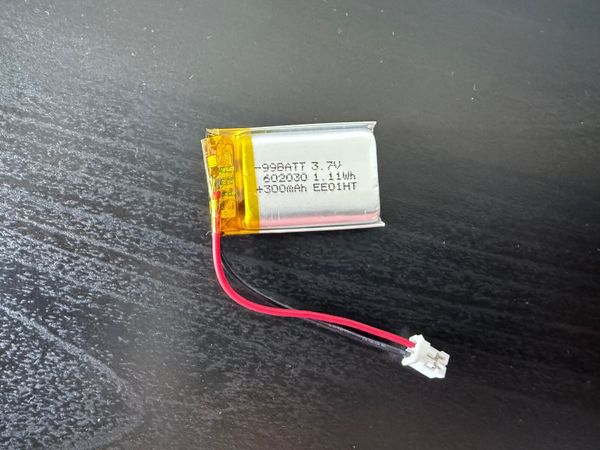 -99BATT 3.7V
602030 1.11Wh
+300mAh EE01HT